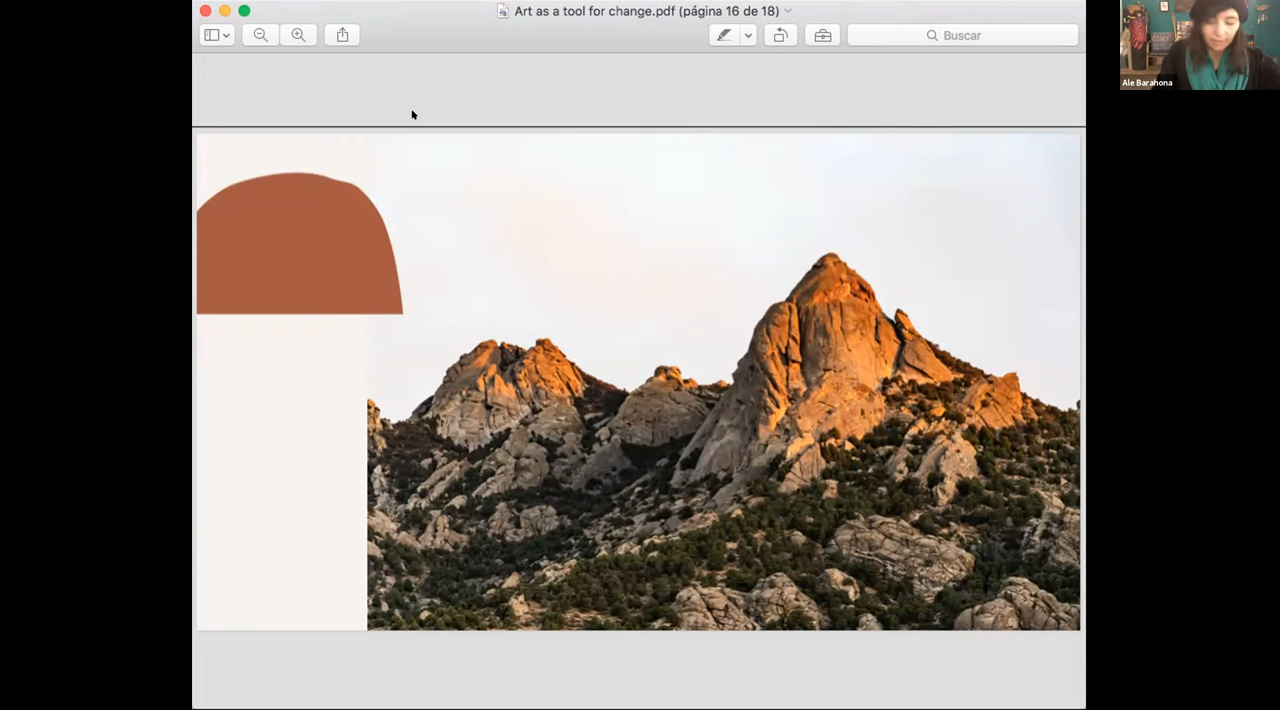 Art as a tool for change.pdf (página 16 de 18)
Buscar
Ale Barahona